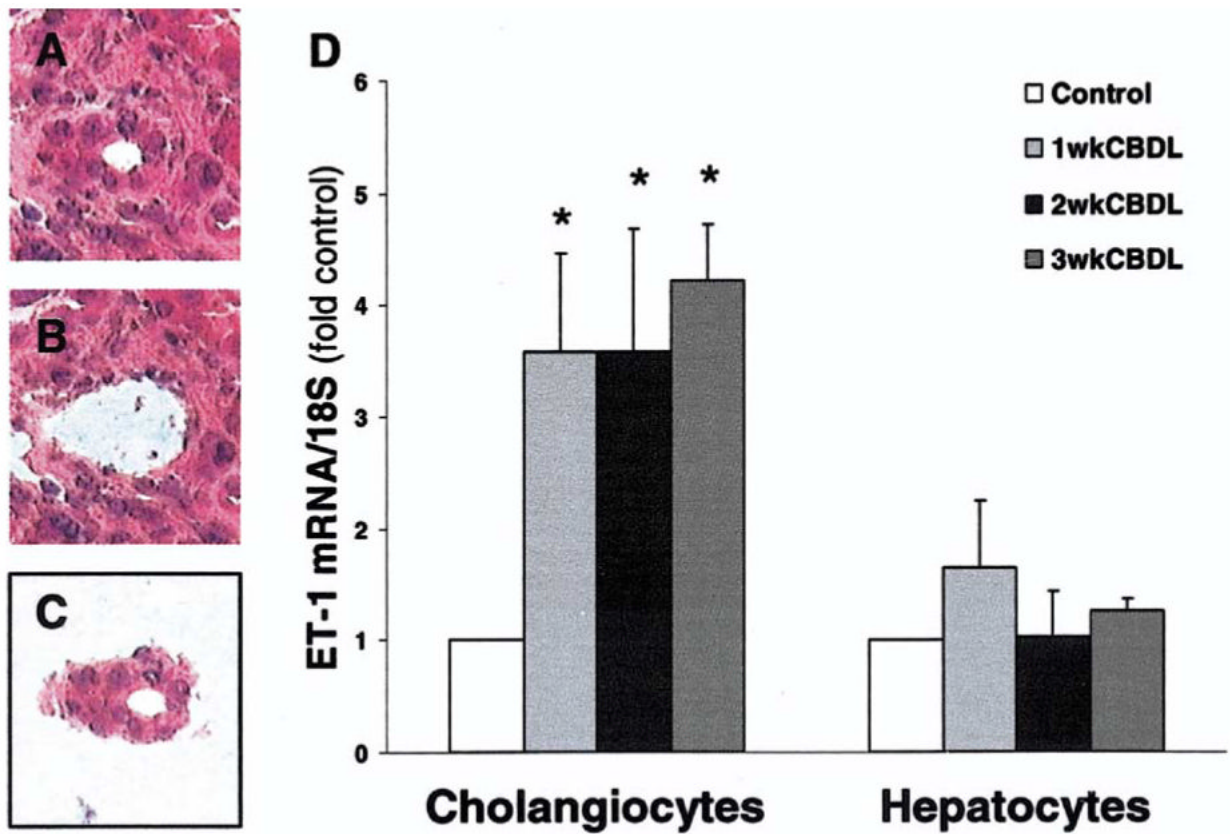 A
B
C
D
ET-1 mRNA/18S (fold control)
6
5
4
3
2
1
0
* * *
Control
1wkCBDL
2wkCBDL
3wkCBDL
Cholangiocytes Hepatocytes